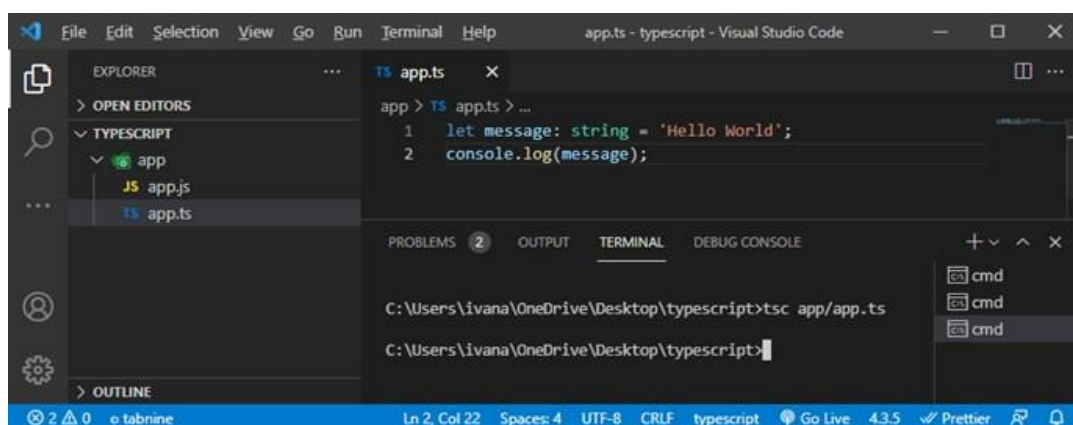 File Edit Selection View Go Run Terminal Help app.ts - typescript - Visual Studio Code
EXPLORER
OPEN EDITORS
TYPESCRIPT
app
JS app.js
TS app.ts
OUTLINE
TS app.ts
app > TS app.ts > ...
1 let message: string = 'Hello World';
2 console.log(message);
PROBLEMS 2 OUTPUT TERMINAL DEBUG CONSOLE
C:\Users\ivana\OneDrive\Desktop\typescript>tsc app/app.ts
C:\Users\ivana\OneDrive\Desktop\typescript>
cmd
cmd
cmd
2 0 tabnine Ln 2, Col 22 Spaces: 4 UTF-8 CRLF typescript Go Live 4.3.5 Prettier